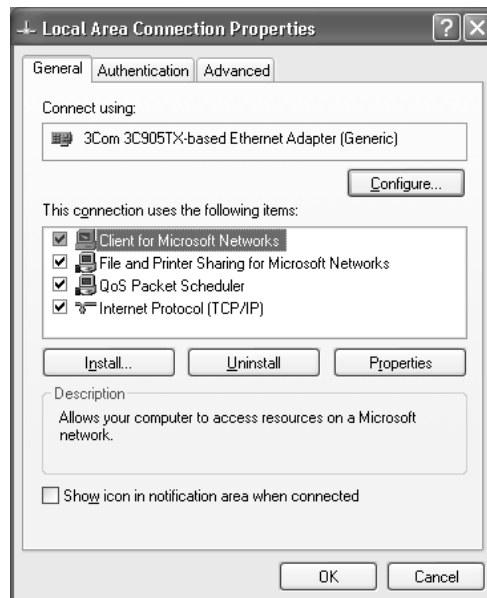 Local Area Connection Properties
General Authentication Advanced
Connect using:
3Com 3C905TX-based Ethernet Adapter (Generic)
Configure...
This connection uses the following items:
Client for Microsoft Networks
File and Printer Sharing for Microsoft Networks
QoS Packet Scheduler
Internet Protocol (TCP/IP)
Install... Uninstall Properties
Description
Allows your computer to access resources on a Microsoft
network.
Show icon in notification area when connected
OK Cancel